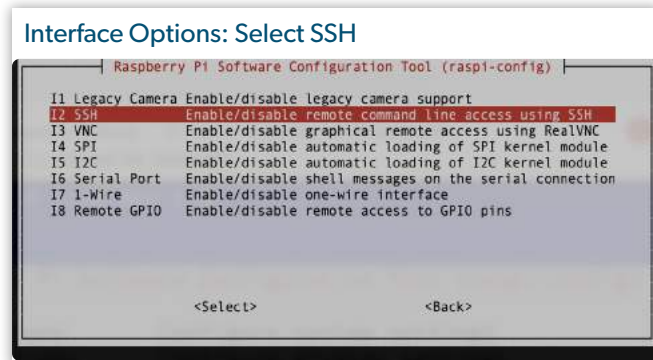 Interface Options: Select SSH
Raspberry Pi Software Configuration Tool (raspi-config)
I1 Legacy Camera Enable/disable legacy camera support
I2 SSH Enable/disable remote command line access using SSH
I3 VNC Enable/disable graphical remote access using RealVNC
I4 SPI Enable/disable automatic loading of SPI kernel module
I5 I2C Enable/disable automatic loading of I2C kernel module
I6 Serial Port Enable/disable shell messages on the serial connection
I7 1-Wire Enable/disable one-wire interface
I8 Remote GPIO Enable/disable remote access to GPIO pins
<Select> <Back>